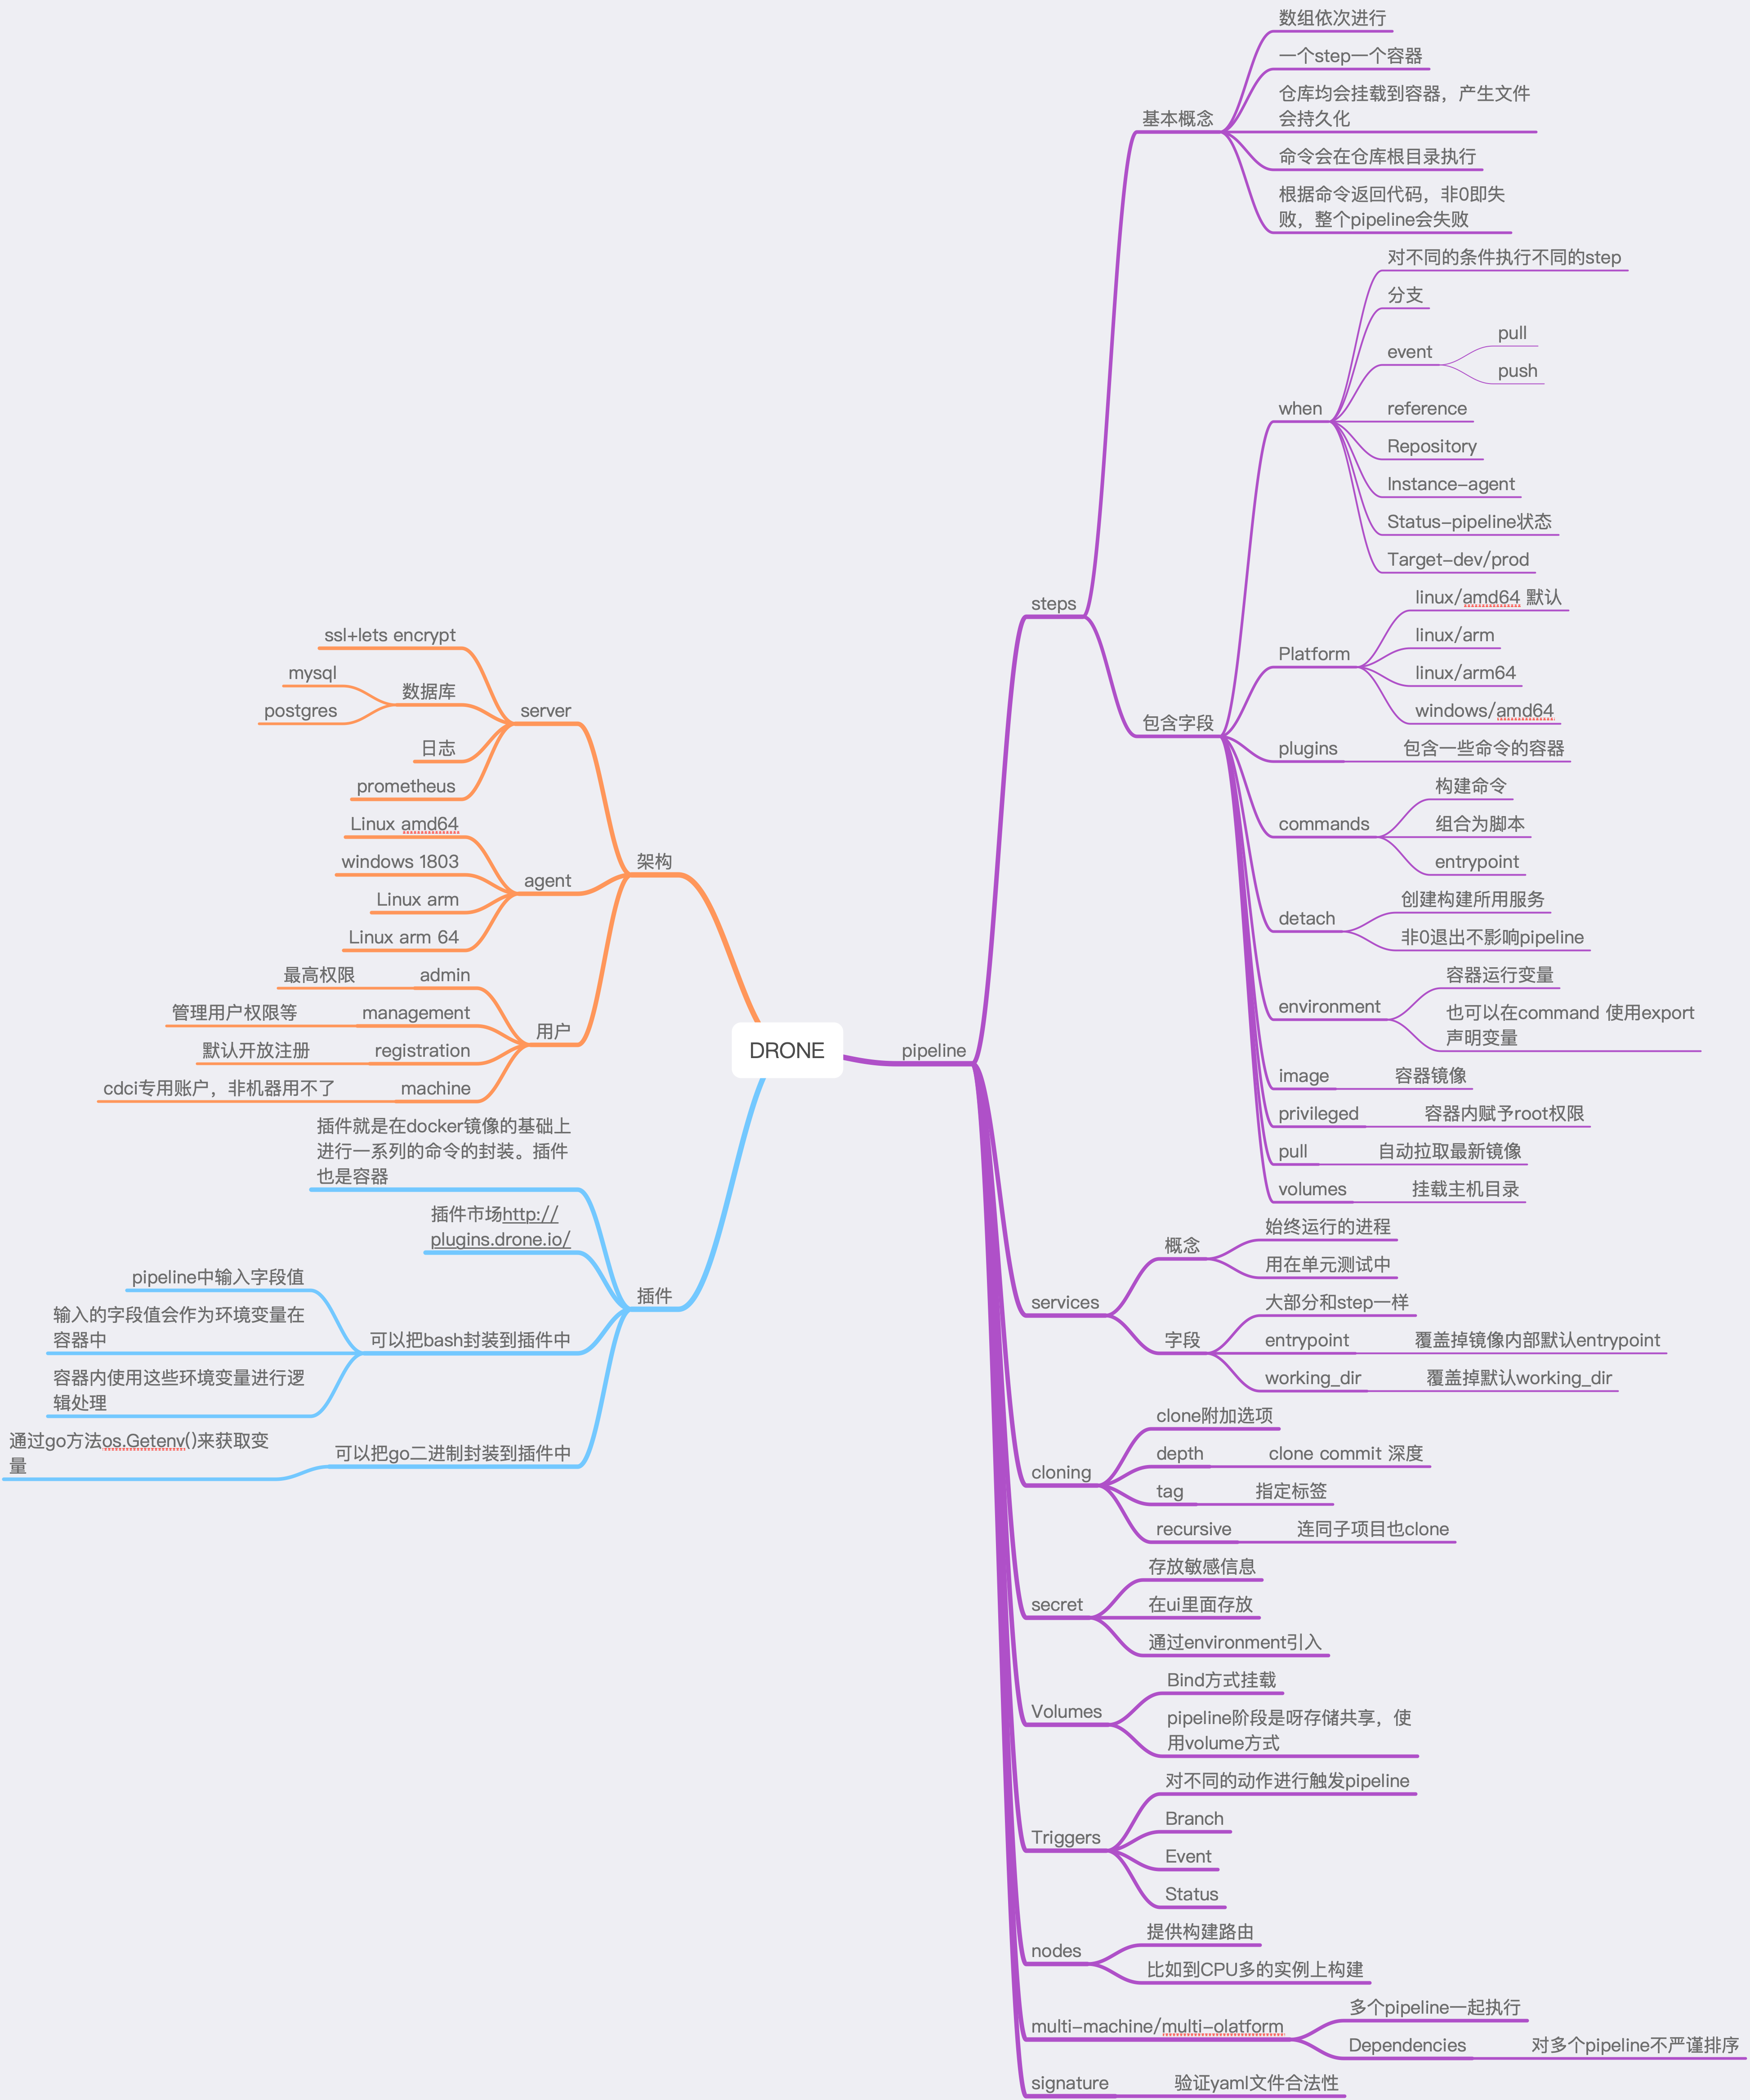 DRONE
架构
server
ssl+lets encrypt
数据库
mysql
postgres
日志
prometheus
agent
Linux amd64
windows 1803
Linux arm
Linux arm 64
用户
admin
最高权限
management
管理用户权限等
registration
默认开放注册
machine
cdci专用账户，非机器用不了
插件
插件就是在docker镜像的基础上
进行一系列的命令的封装。插件
也是容器
插件市场http://
plugins.drone.io/
可以把bash封装到插件中
pipeline中输入字段值
输入的字段值会作为环境变量在
容器中
容器内使用这些环境变量进行逻
辑处理
可以把go二进制封装到插件中
通过go方法os.Getenv()来获取变
量
pipeline
steps
基本概念
数组依次进行
一个step一个容器
仓库均会挂载到容器，产生文件
会持久化
命令会在仓库根目录执行
根据命令返回代码，非0即失
败，整个pipeline会失败
包含字段
when
对不同的条件执行不同的step
分支
event
pull
push
reference
Repository
Instance-agent
Status-pipeline状态
Target-dev/prod
Platform
linux/amd64 默认
linux/arm
linux/arm64
windows/amd64
plugins
包含一些命令的容器
commands
构建命令
组合为脚本
entrypoint
detach
创建构建所用服务
非0退出不影响pipeline
environment
容器运行变量
也可以在command 使用export
声明变量
image
容器镜像
privileged
容器内赋予root权限
pull
自动拉取最新镜像
volumes
挂载主机目录
services
概念
始终运行的进程
用在单元测试中
字段
大部分和step一样
entrypoint
覆盖掉镜像内部默认entrypoint
working_dir
覆盖掉默认working_dir
cloning
clone附加选项
depth
clone commit 深度
tag
指定标签
recursive
连同子项目也clone
secret
存放敏感信息
在ui里面存放
通过environment引入
Volumes
Bind方式挂载
pipeline阶段是呀存储共享，使
用volume方式
Triggers
对不同的动作进行触发pipeline
Branch
Event
Status
nodes
提供构建路由
比如到CPU多的实例上构建
multi-machine/multi-olatform
多个pipeline一起执行
Dependencies
对多个pipeline不严谨排序
signature
验证yaml文件合法性